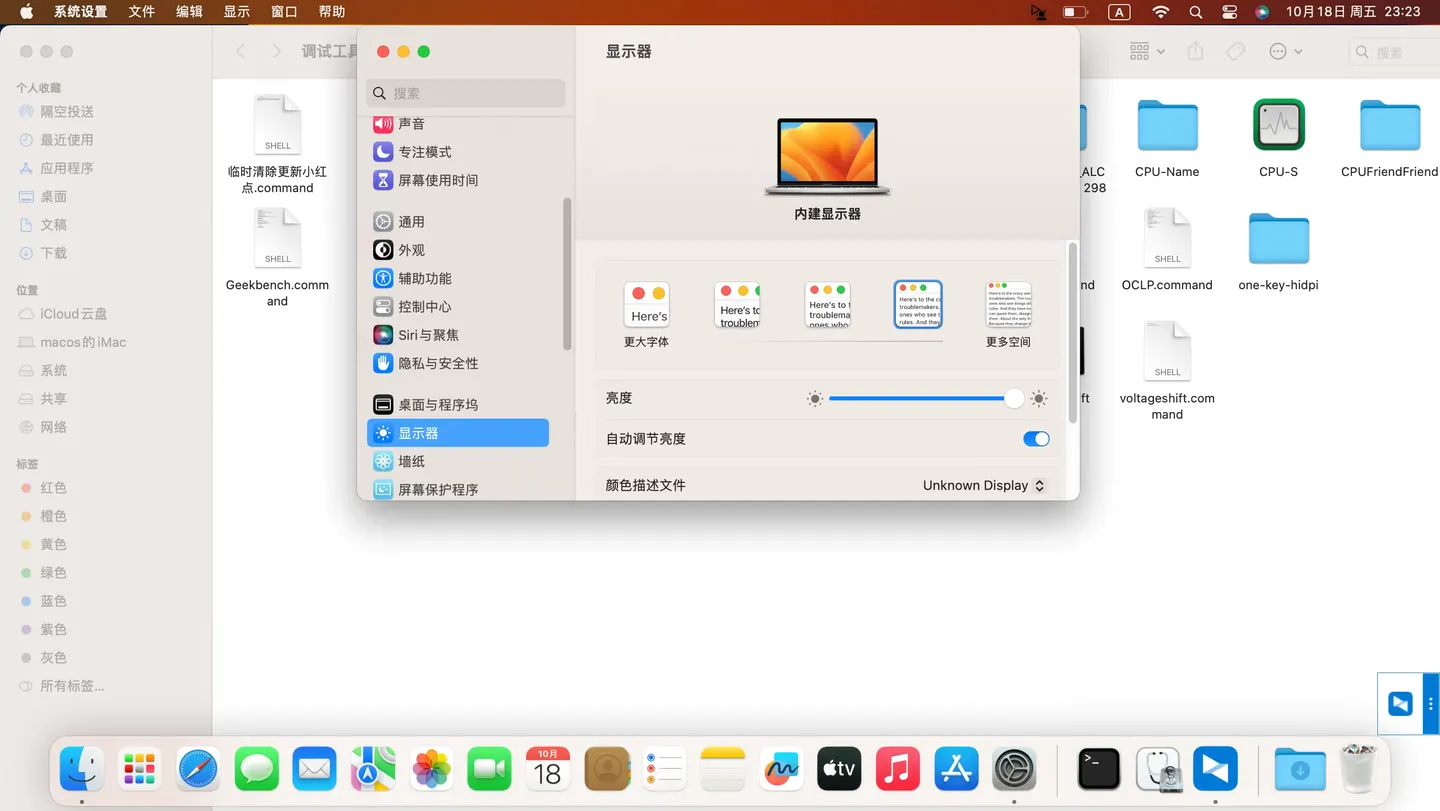 系统设置 文件 编辑 显示 窗口 帮助
A
10月18日 周五 23:23
个人收藏
隔空投送
最近使用
应用程序
桌面
文稿
下载
位置
iCloud云盘
macos的iMac
系统
共享
网络
标签
红色
橙色
黄色
绿色
蓝色
紫色
灰色
所有标签...
调试工具
搜索
SHELL
临时清除更新小红
点.command
SHELL
Geekbench.comm
and
搜索
声音
专注模式
屏幕使用时间
通用
外观
辅助功能
控制中心
Siri与聚焦
隐私与安全性
桌面与程序坞
显示器
墙纸
屏幕保护程序
显示器
内建显示器
Here's
更大字体
Here's to
troublem
Here's to t
troublema
ones who
Here's to the c
troublemakers.
ones who see t
rules. And they
更多空间
亮度
自动调节亮度
颜色描述文件
Unknown Display
_ALC
298
CPU-Name
CPU-S
CPUFriendFriend
nd
SHELL
OCLP.command
one-key-hidpi
ft
SHELL
voltageshift.com
mand
10月
18
tv
>_